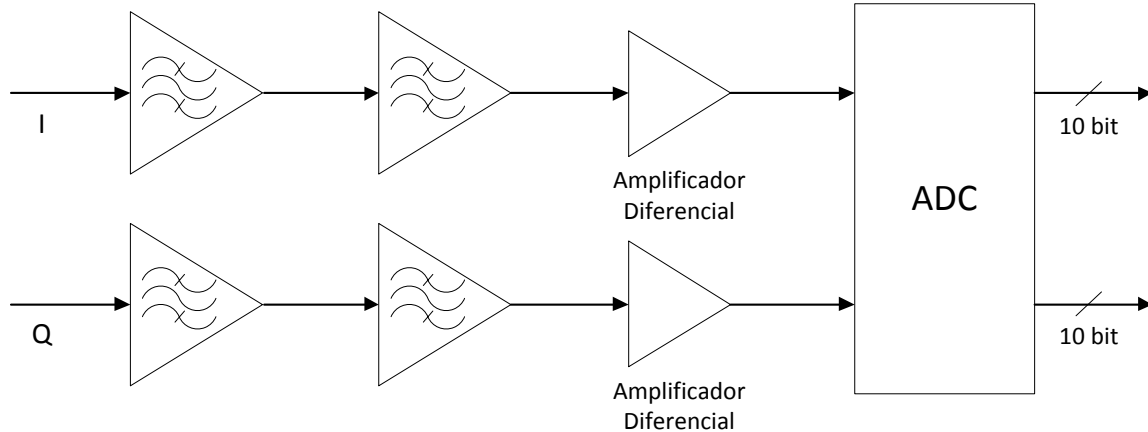 I
10 bit
Amplificador
Diferencial
ADC
Q
10 bit
Amplificador
Diferencial